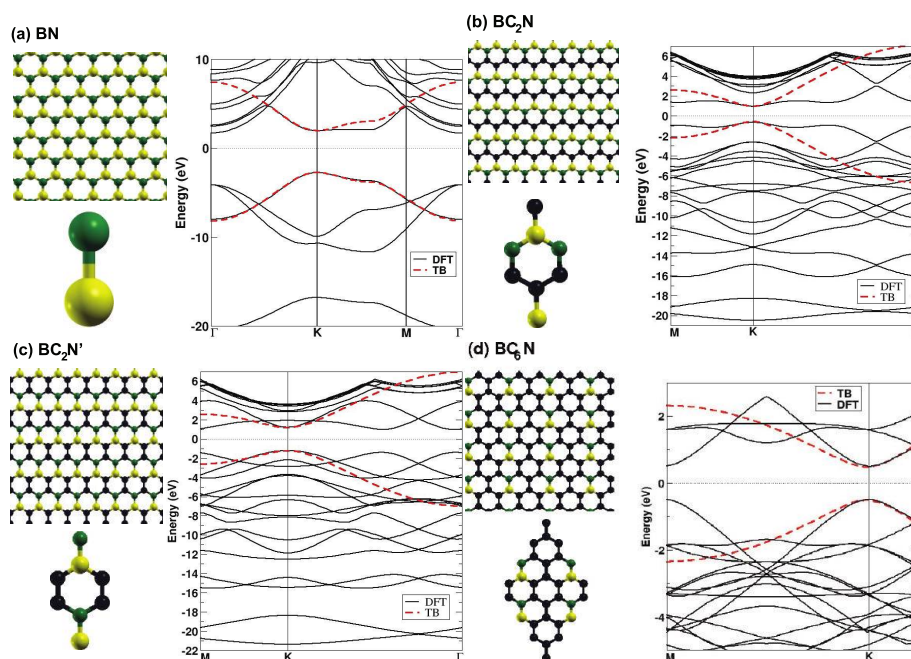 (a) BN
Energy (eV)
10
0
-10
-20
Γ
K
M
Γ
DFT
TB
(b) BC2N
Energy (eV)
6
4
2
0
-2
-4
-6
-8
-10
-12
-14
-16
-18
-20
M
K
DFT
TB
(c) BC2N'
Energy (eV)
6
4
2
0
-2
-4
-6
-8
-10
-12
-14
-16
-18
-20
22
M
K
Γ
DFT
TB
(d) BC6N
Energy (eV)
2
0
-2
-4
M
K
TB
DFT